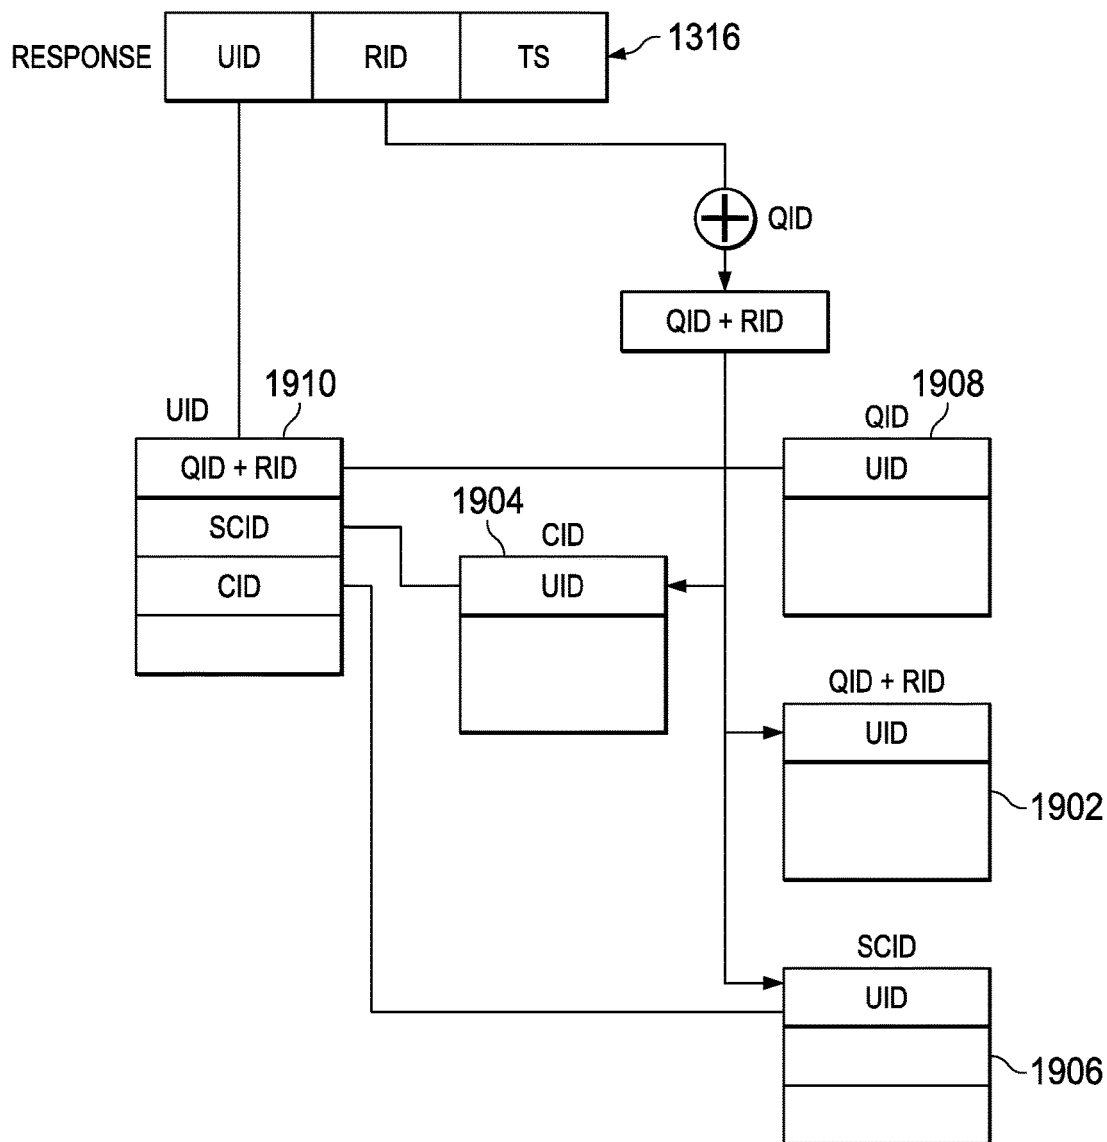 RESPONSE UID RID TS 1316
QID
QID + RID
1910
1908
UID
QID
QID + RID
UID
1904
SCID
CID
CID
UID
QID + RID
UID
1902
SCID
UID
1906